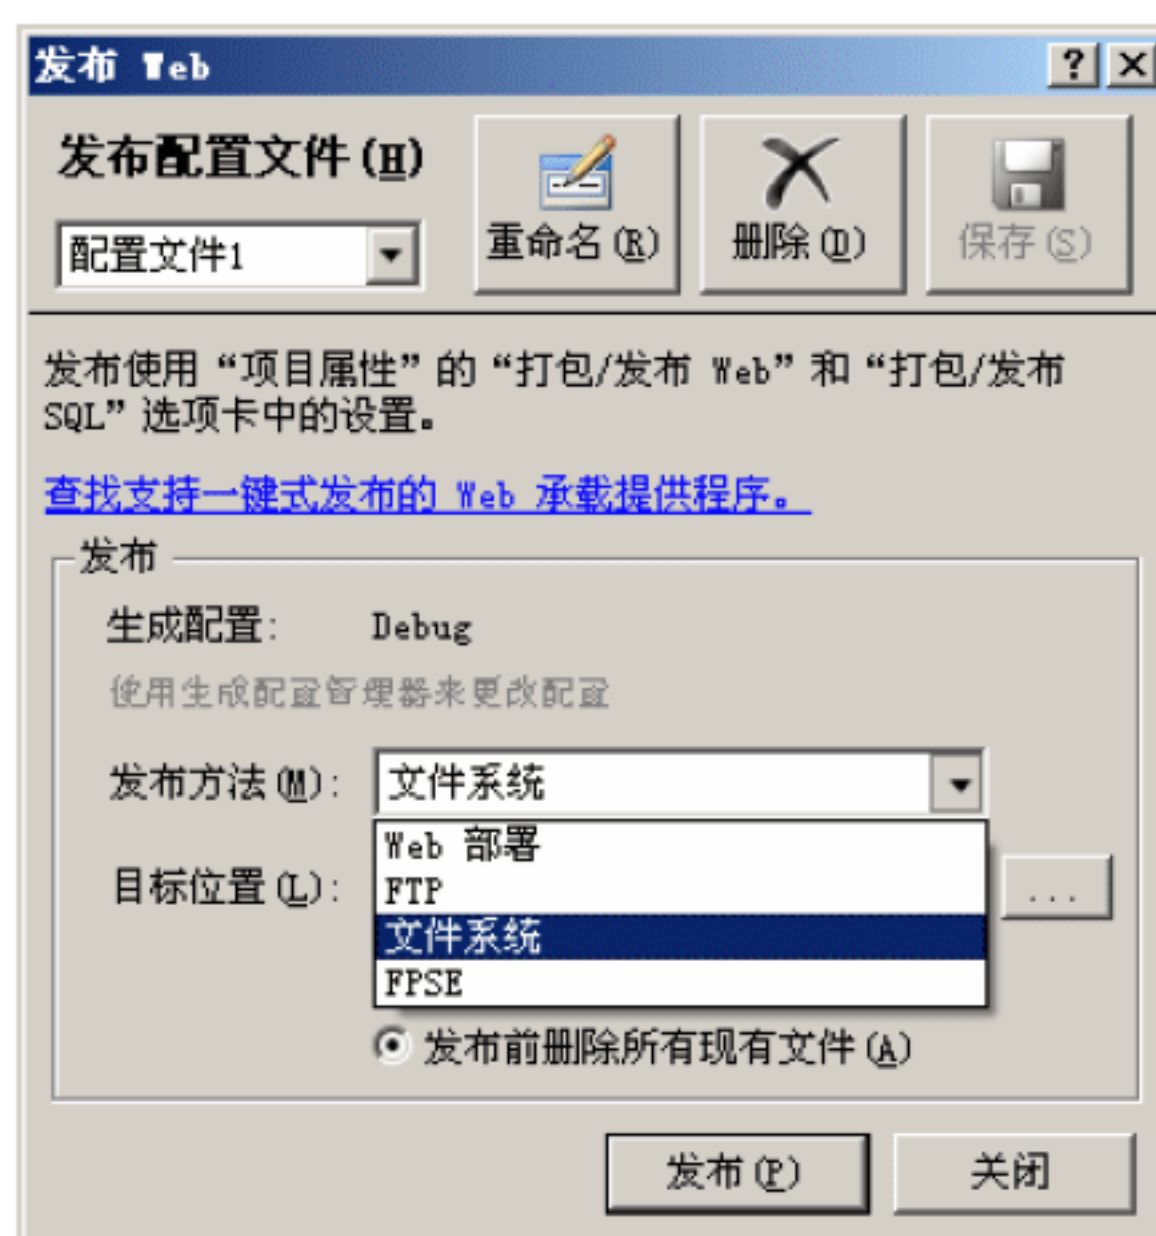 发布 Web
发布配置文件(H)
配置文件1
重命名(R)
删除(D)
保存(S)
发布使用“项目属性”的“打包/发布 Web”和“打包/发布
SQL”选项卡中的设置。
查找支持一键式发布的 Web 承载提供程序。
发布
生成配置: Debug
使用生成配置管理器来更改配置
发布方法(M): 文件系统
Web 部署
目标位置(L):
FTP
...
文件系统
FPSE
发布前删除所有现有文件(A)
发布(P)
关闭